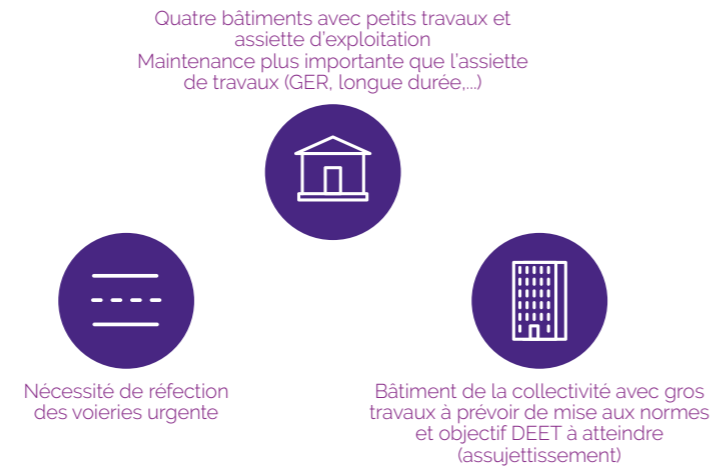 Quatre bâtiments avec petits travaux et
assiette d'exploitation
Maintenance plus importante que l'assiette
de travaux (GER, longue durée,...)
Nécessité de réfection
des voieries urgente
Bâtiment de la collectivité avec gros
travaux à prévoir de mise aux normes
et objectif DEET à atteindre
(assujettissement)